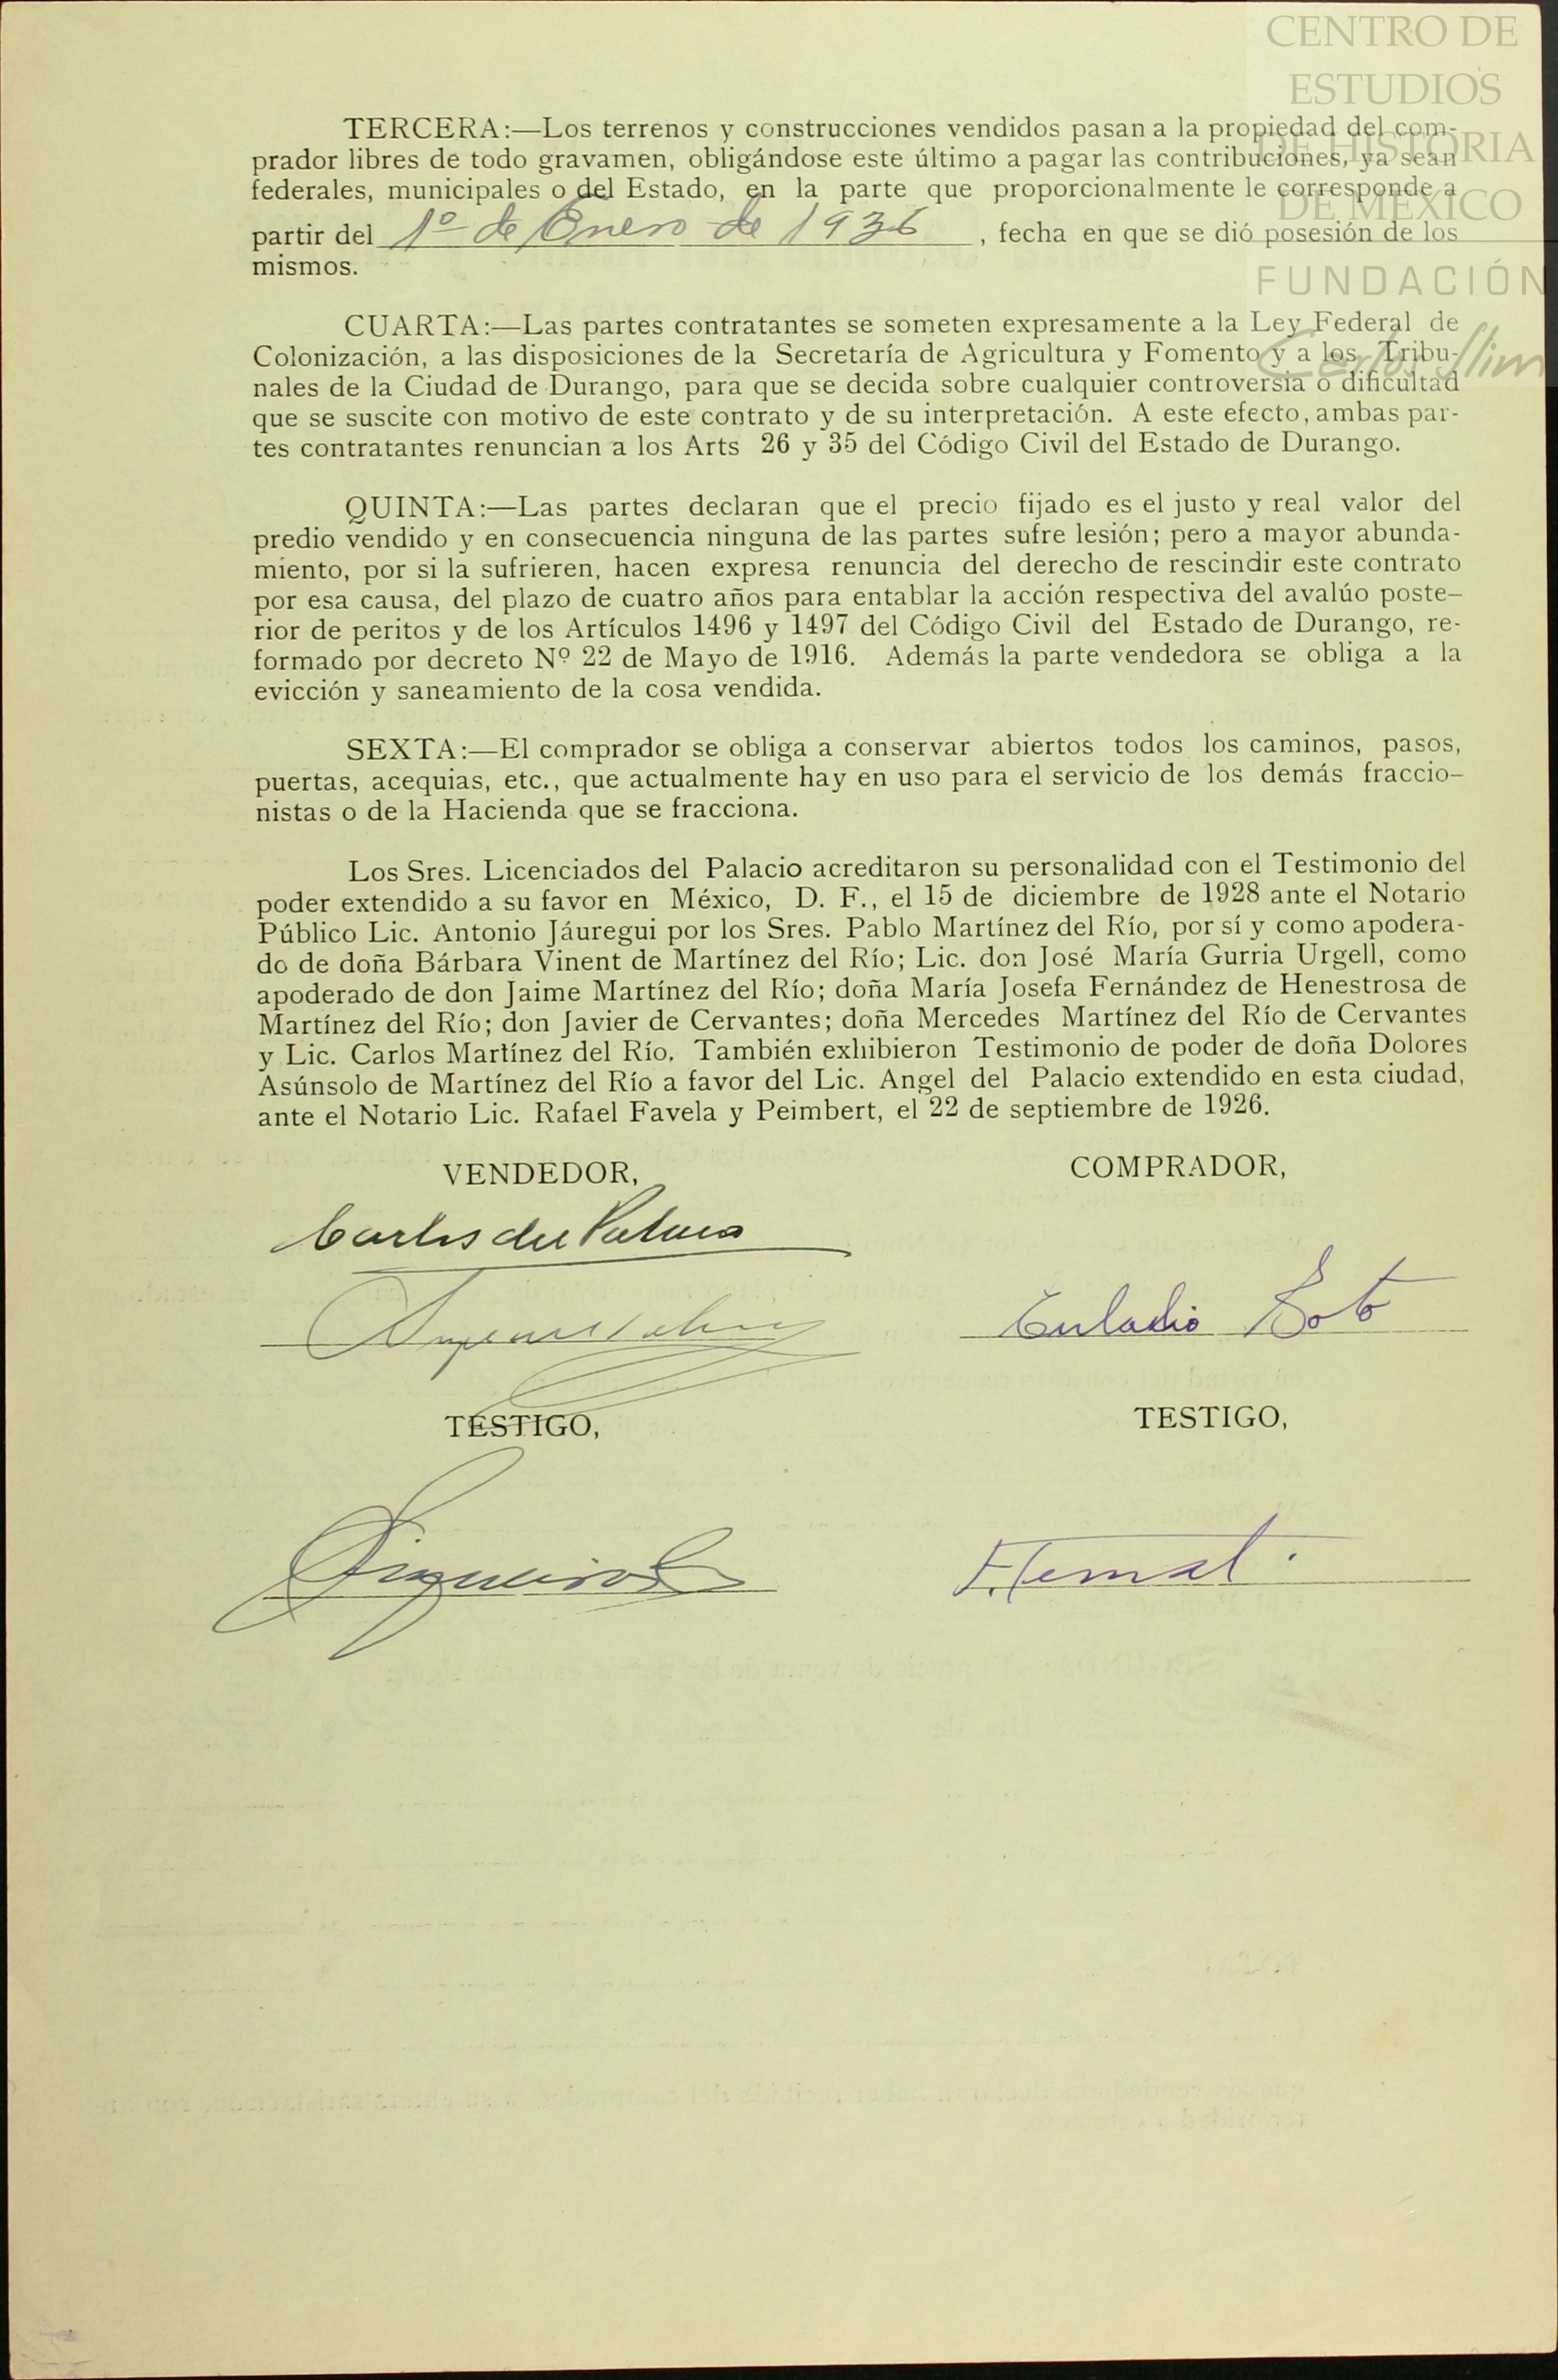 CENTRO DE
ESTUDIOS
DE HISTORIA
DE MÉXICO
FUNDACIÓN
Carlos Slim
TERCERA:—Los terrenos y construcciones vendidos pasan a la propiedad del com-
prador libres de todo gravamen, obligándose este último a pagar las contribuciones, ya sean
federales, municipales o del Estado, en la parte que proporcionalmente le corresponde a
partir del 1º de Enero de 1936, fecha en que se dió posesión de los
mismos.
CUARTA:—Las partes contratantes se someten expresamente a la Ley Federal de
Colonización, a las disposiciones de la Secretaría de Agricultura y Fomento y a los Tribu-
nales de la Ciudad de Durango, para que se decida sobre cualquier controversia o dificultad
que se suscite con motivo de este contrato y de su interpretación. A este efecto, ambas par-
tes contratantes renuncian a los Arts 26 y 35 del Código Civil del Estado de Durango.
QUINTA:—Las partes declaran que el precio fijado es el justo y real valor del
predio vendido y en consecuencia ninguna de las partes sufre lesión; pero a mayor abunda-
miento, por si la sufrieren, hacen expresa renuncia del derecho de rescindir este contrato
por esa causa, del plazo de cuatro años para entablar la acción respectiva del avalúo poste-
rior de peritos y de los Artículos 1496 y 1497 del Código Civil del Estado de Durango, re-
formado por decreto Nº 22 de Mayo de 1916. Además la parte vendedora se obliga a la
evicción y saneamiento de la cosa vendida.
SEXTA:—El comprador se obliga a conservar abiertos todos los caminos, pasos,
puertas, acequias, etc., que actualmente hay en uso para el servicio de los demás fraccio-
nistas o de la Hacienda que se fracciona.
Los Sres. Licenciados del Palacio acreditaron su personalidad con el Testimonio del
poder extendido a su favor en México, D. F., el 15 de diciembre de 1928 ante el Notario
Público Lic. Antonio Jáuregui por los Sres. Pablo Martínez del Río, por sí y como apodera-
do de doña Bárbara Vinent de Martínez del Río; Lic. don José María Gurria Urgell, como
apoderado de don Jaime Martínez del Río; doña María Josefa Fernández de Henestrosa de
Martínez del Río; don Javier de Cervantes; doña Mercedes Martínez del Río de Cervantes
y Lic. Carlos Martínez del Río. También exhibieron Testimonio de poder de doña Dolores
Asúnsolo de Martínez del Río a favor del Lic. Angel del Palacio extendido en esta ciudad,
ante el Notario Lic. Rafael Favela y Peimbert, el 22 de septiembre de 1926.
VENDEDOR,
COMPRADOR,
Carlos del Palacio
Eulalio Soto
TESTIGO,
TESTIGO,